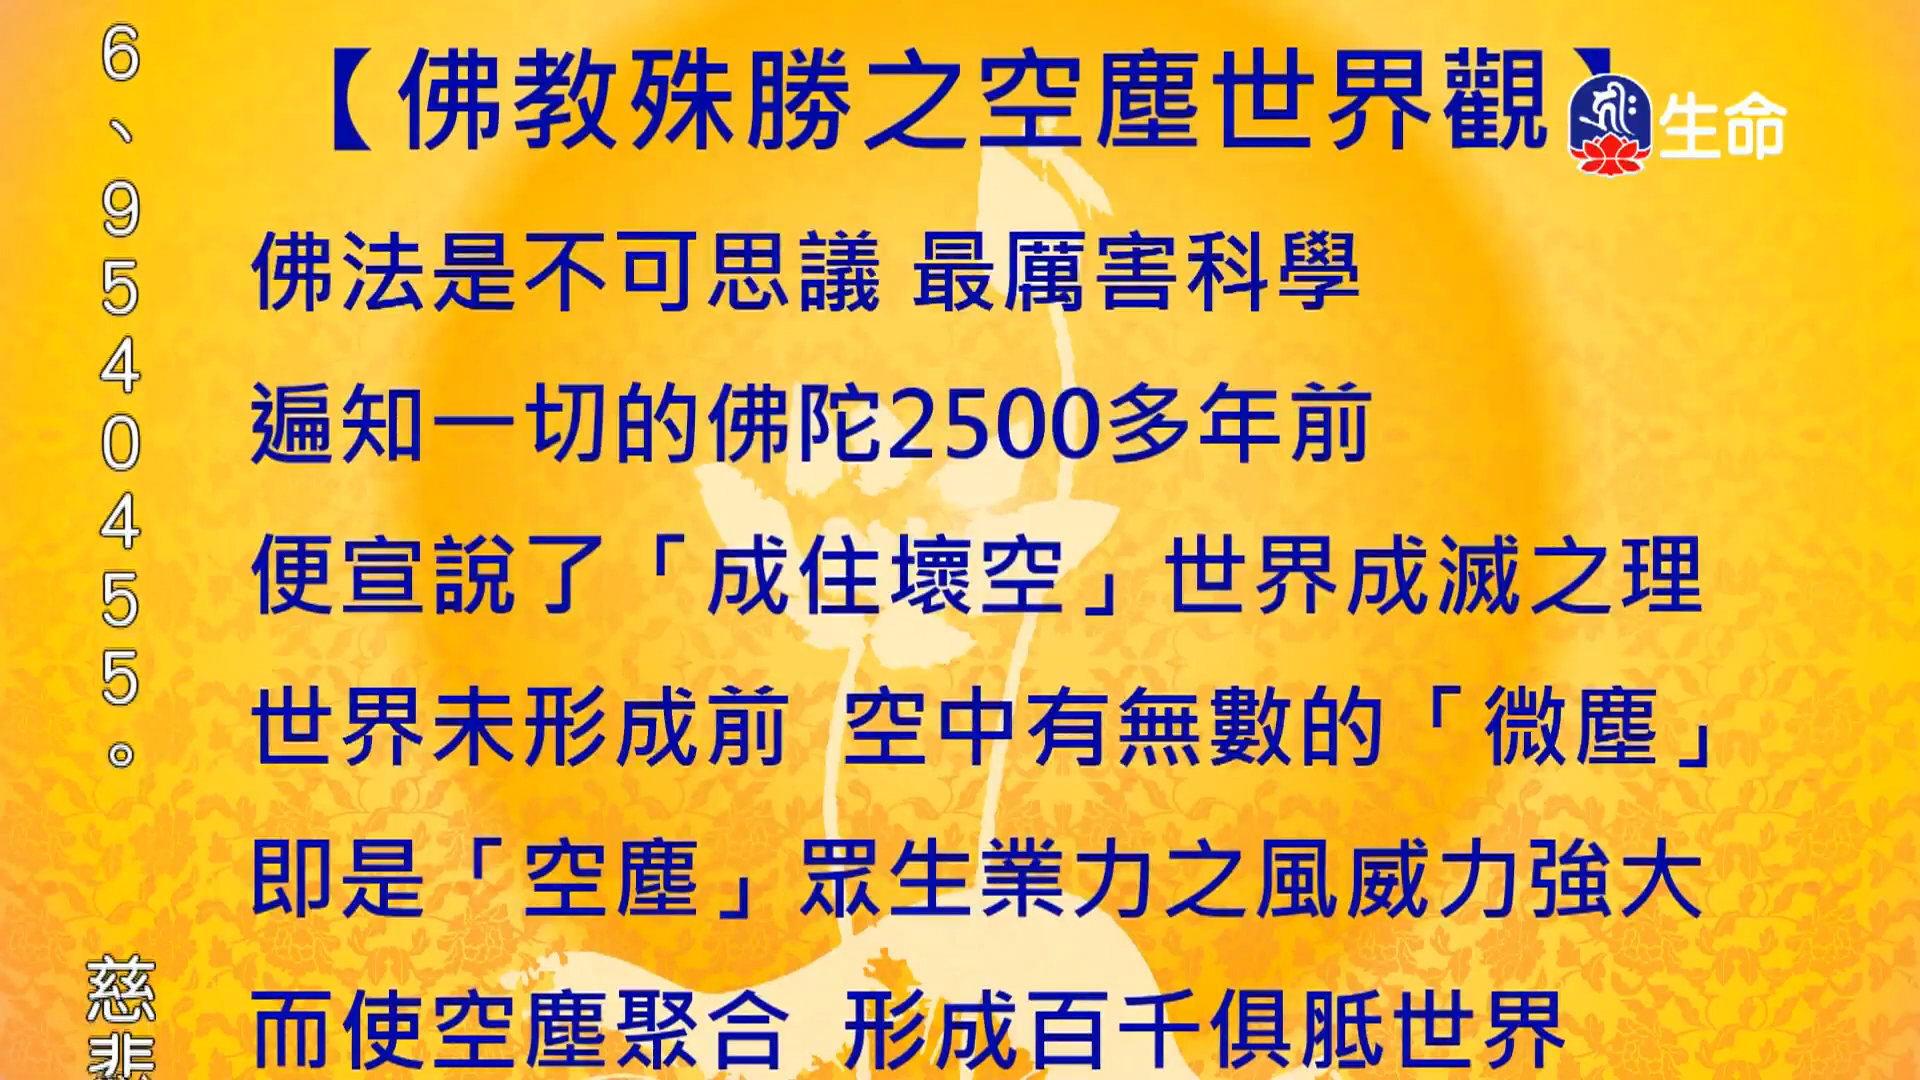 【佛教殊勝之空塵世界觀】
生命
佛法是不可思議 最厲害科學
遍知一切的佛陀2500多年前
便宣說了「成住壞空」世界成滅之理
世界未形成前 空中有無數的「微塵」
即是「空塵」眾生業力之風威力強大
而使空塵聚合 形成百千俱胝世界
6、95404555。 慈悲